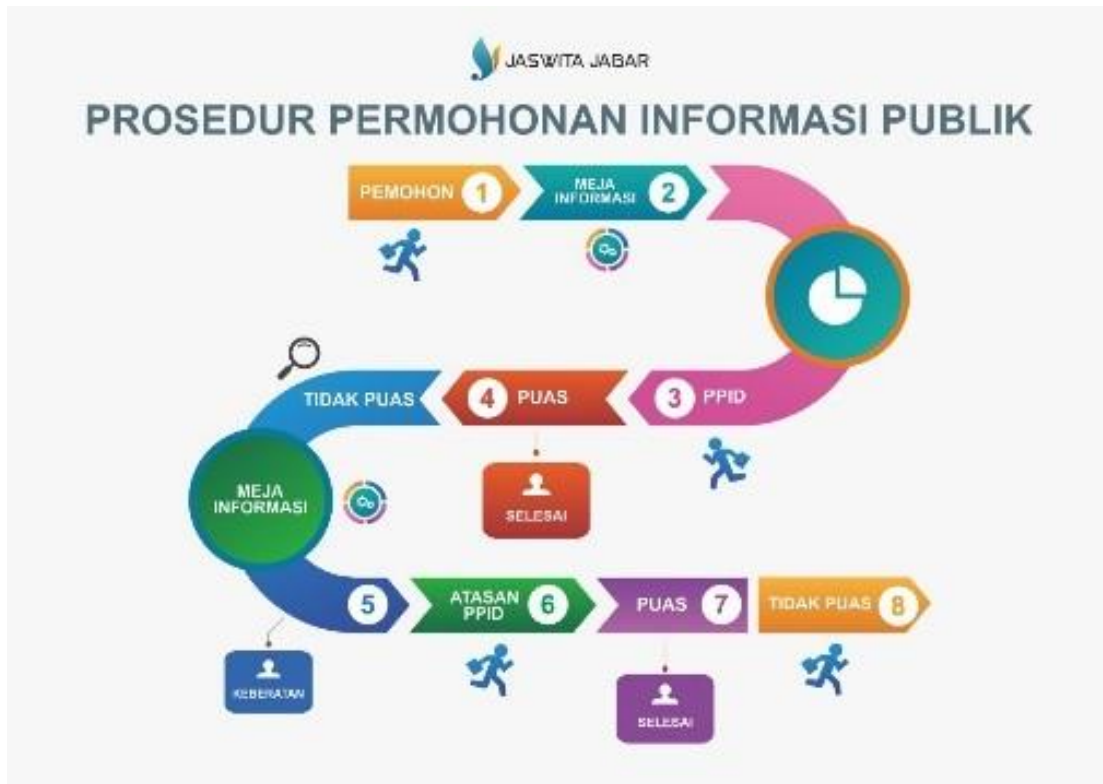 JASWITA JABAR
PROSEDUR PERMOHONAN INFORMASI PUBLIK
PEMOHON 1
MEJA
INFORMASI 2
TIDAK PUAS
4 PUAS
3 PPID
SELESAI
MEJA
INFORMASI
5
ATASAN
PPID 6
PUAS 7
TIDAK PUAS 8
KEBERATAN
SELESAI